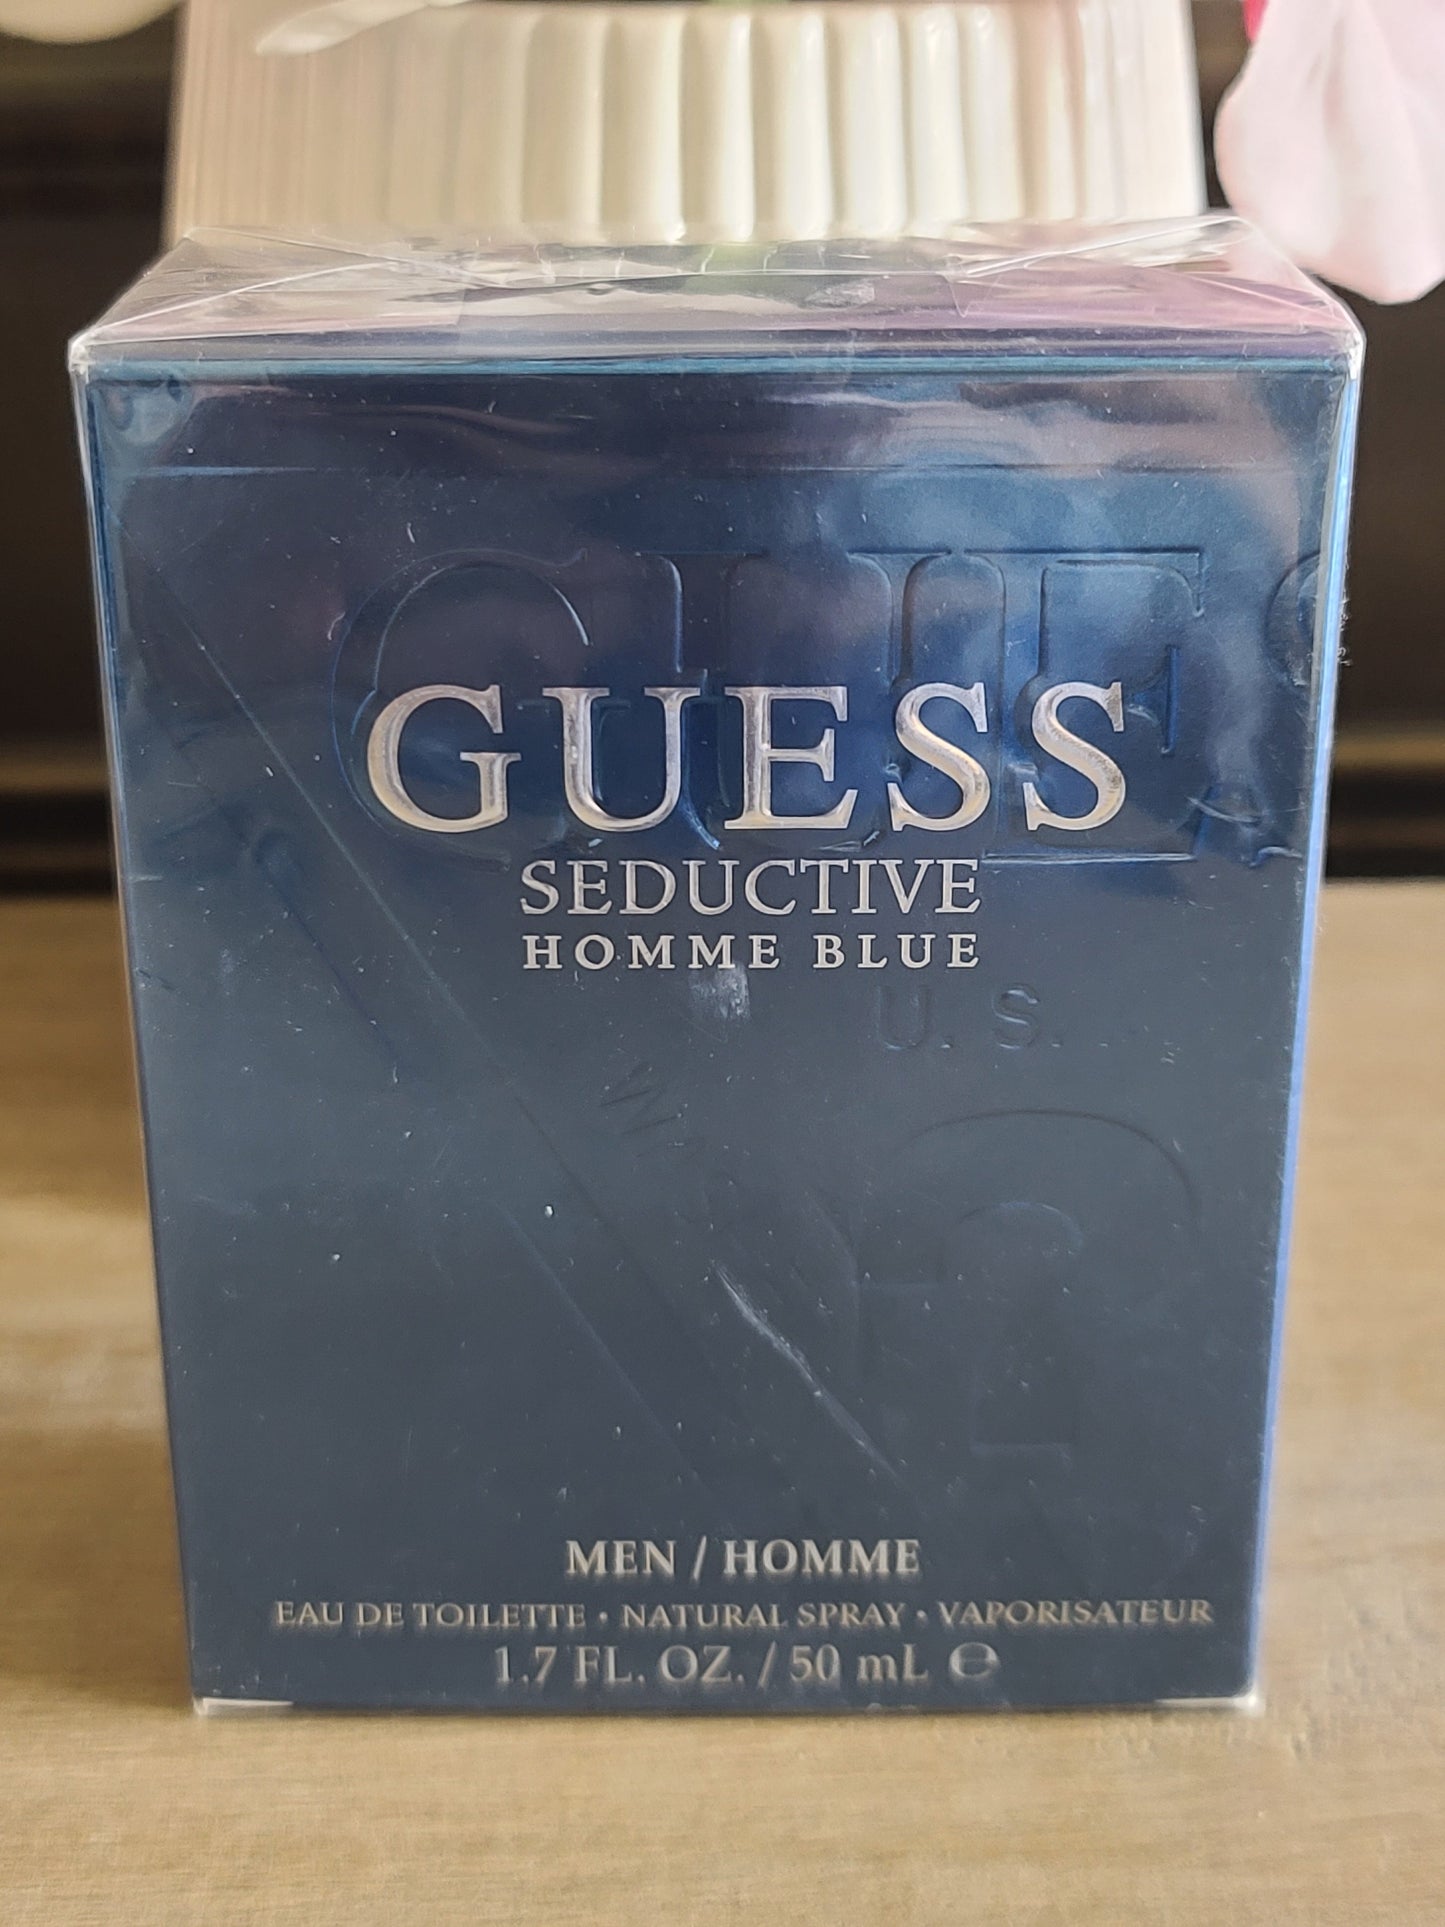 GUESS
SEDUCTIVE
HOMME BLUE
U.S.
MEN / HOMME
EAU DE TOILETTE • NATURAL SPRAY • VAPORISATEUR
1.7 FL. OZ. / 50 mL ℮